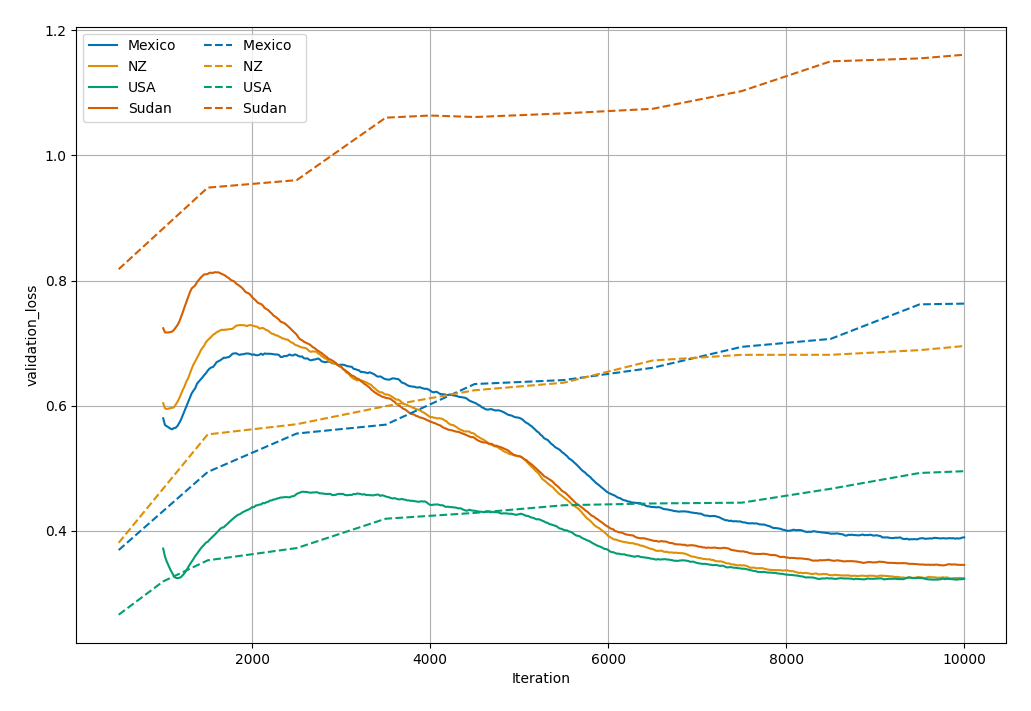 1.2
1.0
0.8
0.6
0.4
validation_loss
Mexico
NZ
USA
Sudan
Mexico
NZ
USA
Sudan
2000 4000 6000 8000 10000
Iteration